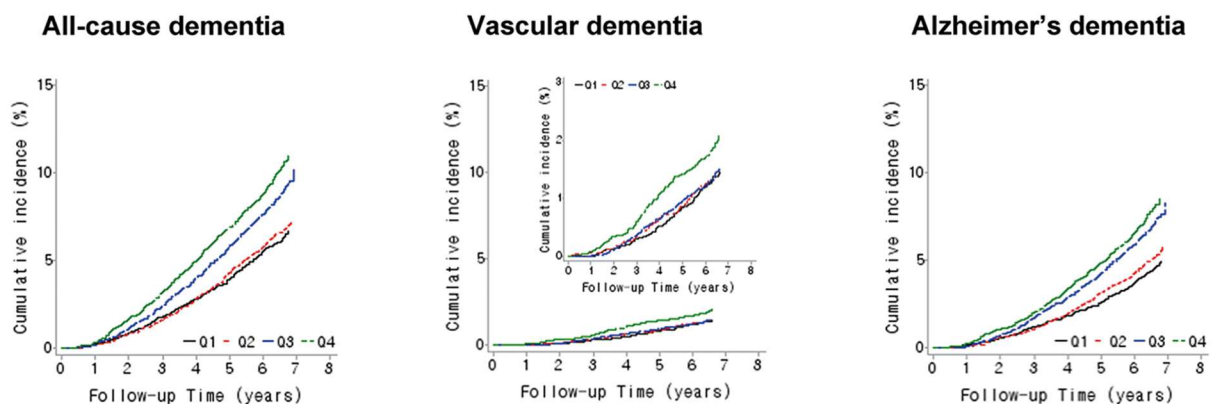 All-cause dementia
Vascular dementia
Alzheimer's dementia
Cumulative incidence (%)
15
10
5
0
Q1 Q2 Q3 Q4
0 1 2 3 4 5 6 7 8
Follow-up Time (years)
Cumulative incidence (%)
15
10
5
0
0 1 2 3 4 5 6 7 8
Follow-up Time (years)
Cumulative incidence (%)
3
2
1
0
Q1 Q2 Q3 Q4
0 1 2 3 4 5 6 7 8
Follow-up Time (years)
Cumulative incidence (%)
15
10
5
0
Q1 Q2 Q3 Q4
0 1 2 3 4 5 6 7 8
Follow-up Time (years)